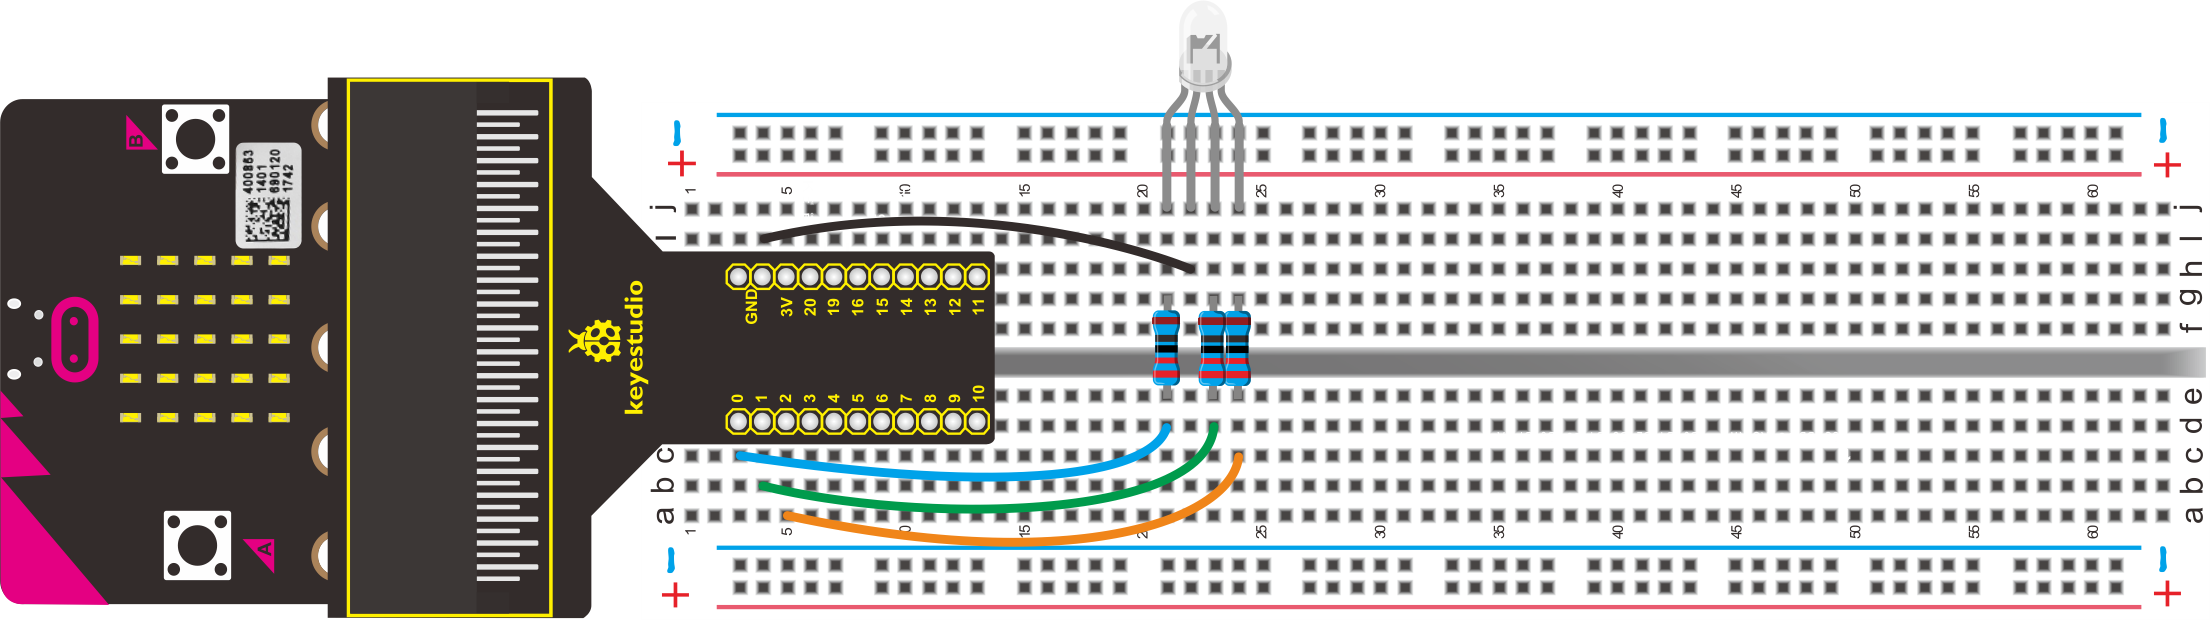 B
400863
1401
690120
1742
A
keyestudio
GND 3V 20 19 16 15 14 13 12 11
0 1 2 3 4 5 6 7 8 9 10
− −
+ +
1 5 10 15 20 25 30 35 40 45 50 55 60
j j
I I
h
g
f
e
d
c c
b b
a a
1 5 10 15 20 25 30 35 40 45 50 55 60
− −
+ +